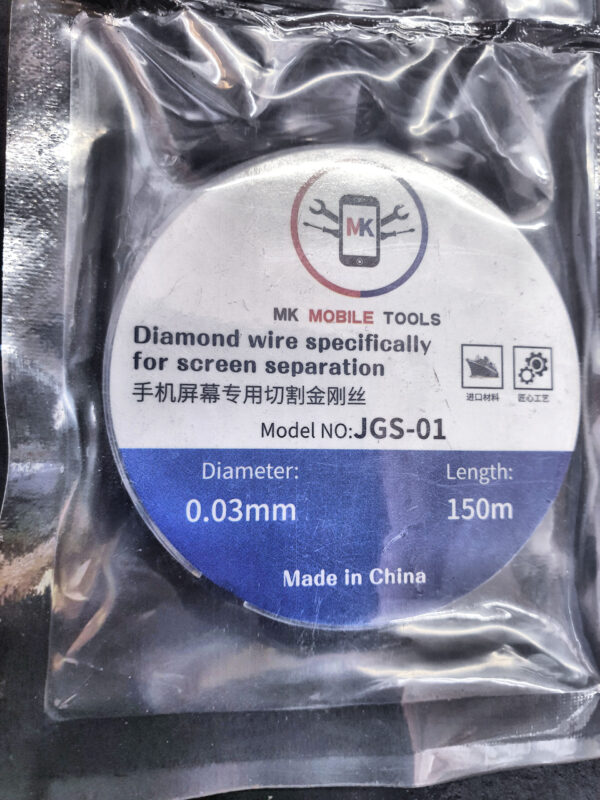 MK
MK MOBILE TOOLS
Diamond wire specifically
for screen separation
手机屏幕专用切割金刚丝
进口材料 匠心工艺
Model NO:JGS-01
Diameter: Length:
0.03mm 150m
Made in China